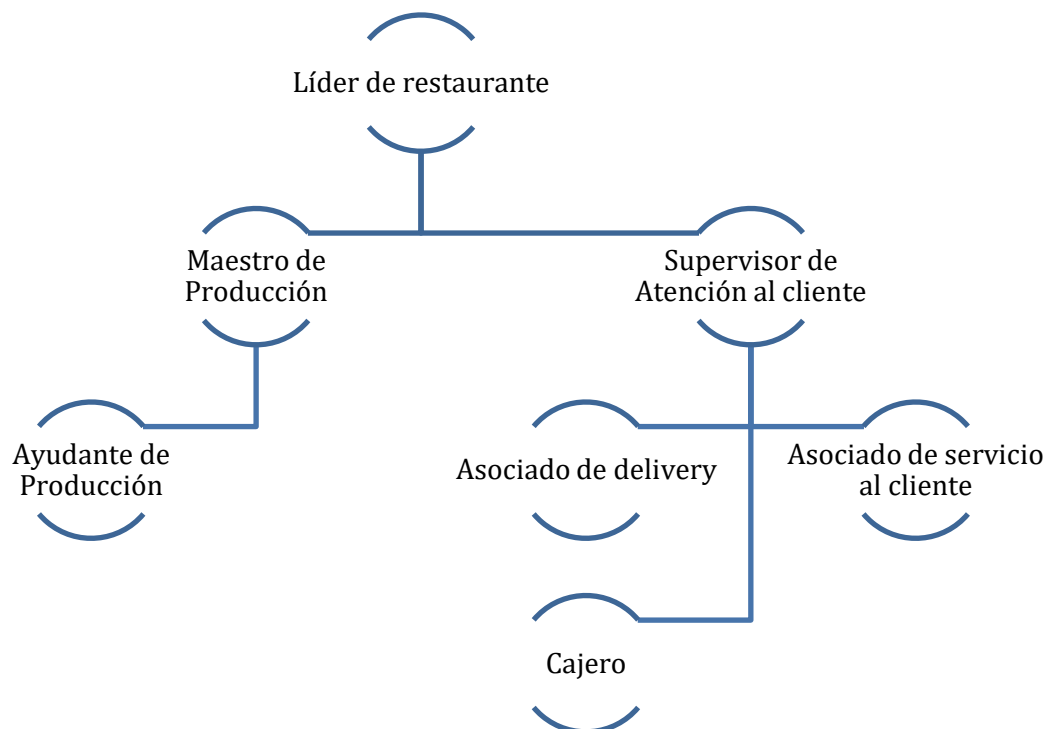 Líder de restaurante
Maestro de
Producción
Supervisor de
Atención al cliente
Ayudante de
Producción
Asociado de delivery
Asociado de servicio
al cliente
Cajero